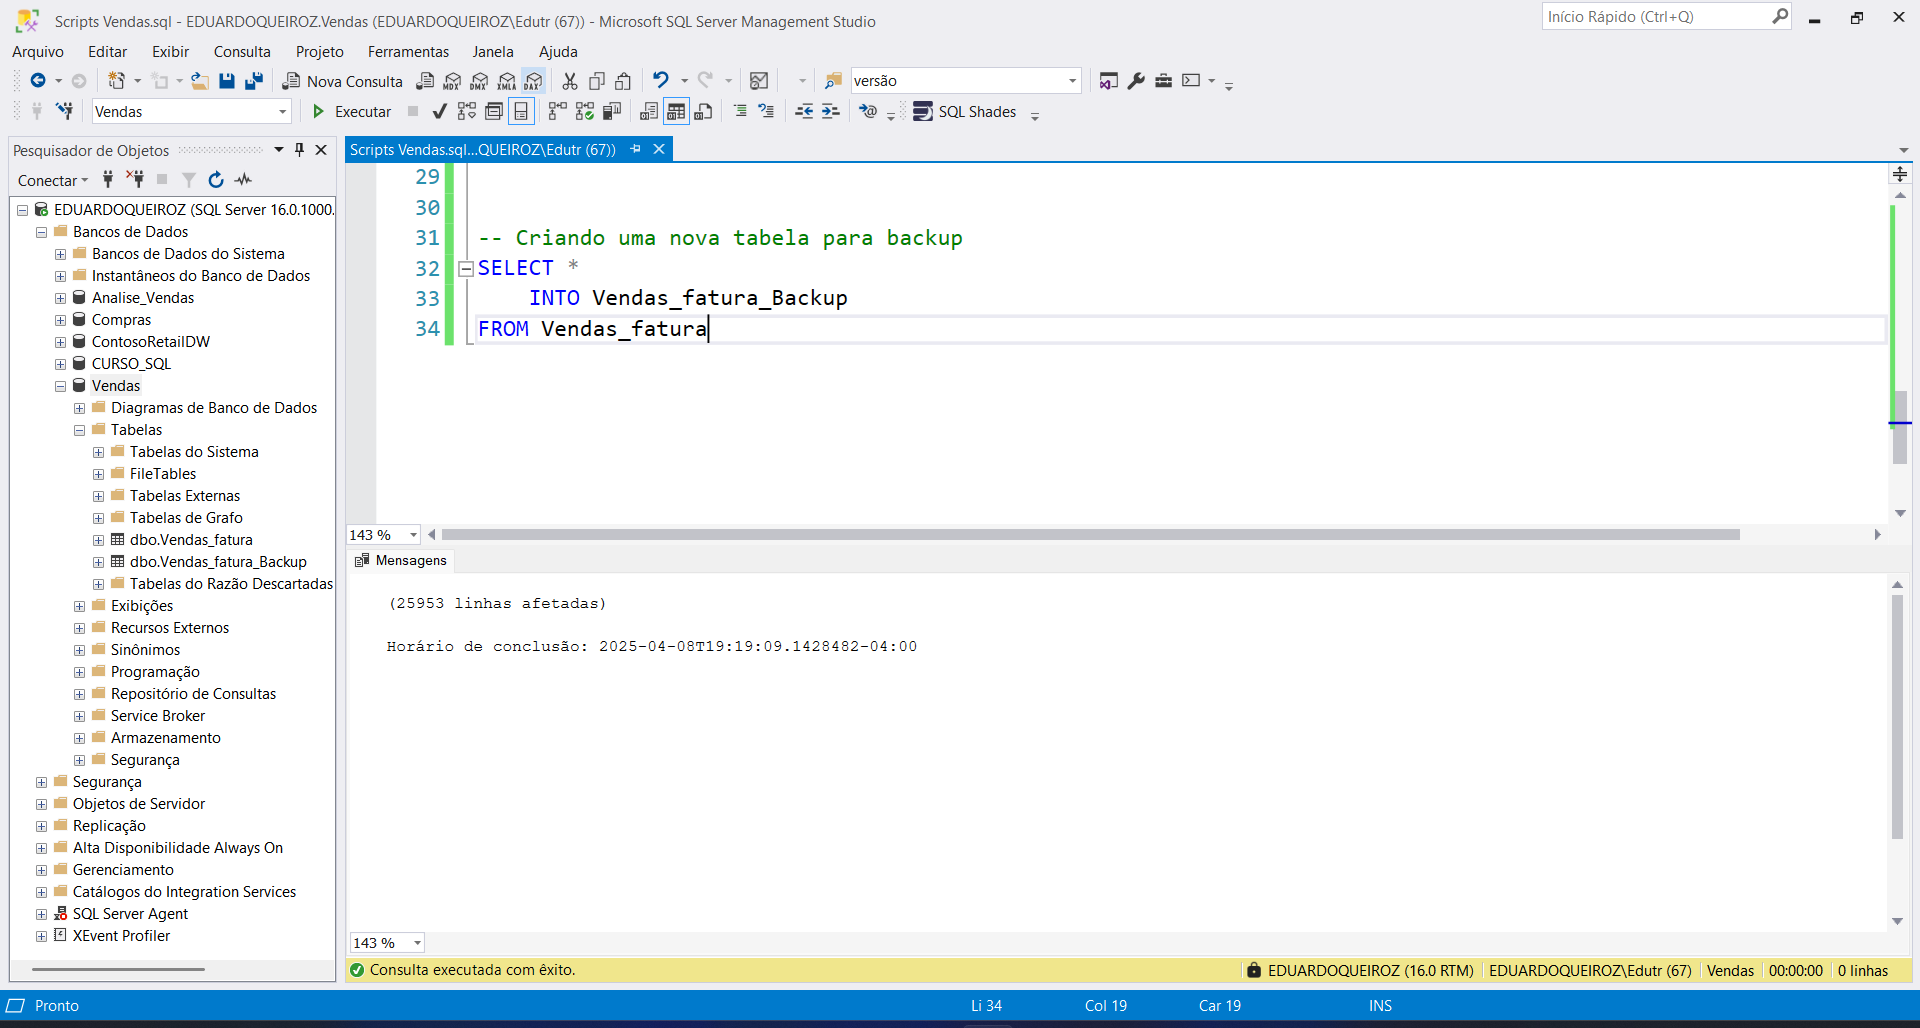 Scripts Vendas.sql - EDUARDOQUEIROZ.Vendas (EDUARDOQUEIROZ\Edutr (67)) - Microsoft SQL Server Management Studio
Início Rápido (Ctrl+Q)
Arquivo Editar Exibir Consulta Projeto Ferramentas Janela Ajuda
Nova Consulta MDX DMX XMLA DAX versão
Vendas Executar SQL Shades
Pesquisador de Objetos
Scripts Vendas.sql...QUEIROZ\Edutr (67))
Conectar
EDUARDOQUEIROZ (SQL Server 16.0.1000.
Bancos de Dados
Bancos de Dados do Sistema
Instantâneos do Banco de Dados
Analise_Vendas
Compras
ContosoRetailDW
CURSO_SQL
Vendas
Diagramas de Banco de Dados
Tabelas
Tabelas do Sistema
FileTables
Tabelas Externas
Tabelas de Grafo
dbo.Vendas_fatura
dbo.Vendas_fatura_Backup
Tabelas do Razão Descartadas
Exibições
Recursos Externos
Sinônimos
Programação
Repositório de Consultas
Service Broker
Armazenamento
Segurança
Segurança
Objetos de Servidor
Replicação
Alta Disponibilidade Always On
Gerenciamento
Catálogos do Integration Services
SQL Server Agent
XEvent Profiler
29
30
31 -- Criando uma nova tabela para backup
32 SELECT *
33 INTO Vendas_fatura_Backup
34 FROM Vendas_fatura
143 %
Mensagens
(25953 linhas afetadas)
Horário de conclusão: 2025-04-08T19:19:09.1428482-04:00
143 %
Consulta executada com êxito. EDUARDOQUEIROZ (16.0 RTM) EDUARDOQUEIROZ\Edutr (67) Vendas 00:00:00 0 linhas
Pronto Li 34 Col 19 Car 19 INS